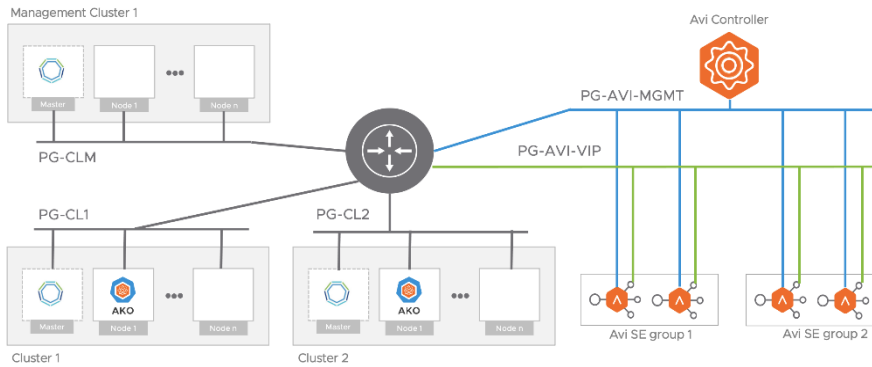 Management Cluster 1
Avi Controller
Master
Node 1
Node n
PG-CLM
PG-AVI-MGMT
PG-AVI-VIP
PG-CL1
PG-CL2
AKO
Master
Node 1
Node n
AKO
Master
Node 1
Node n
Cluster 1
Cluster 2
Avi SE group 1
Avi SE group 2